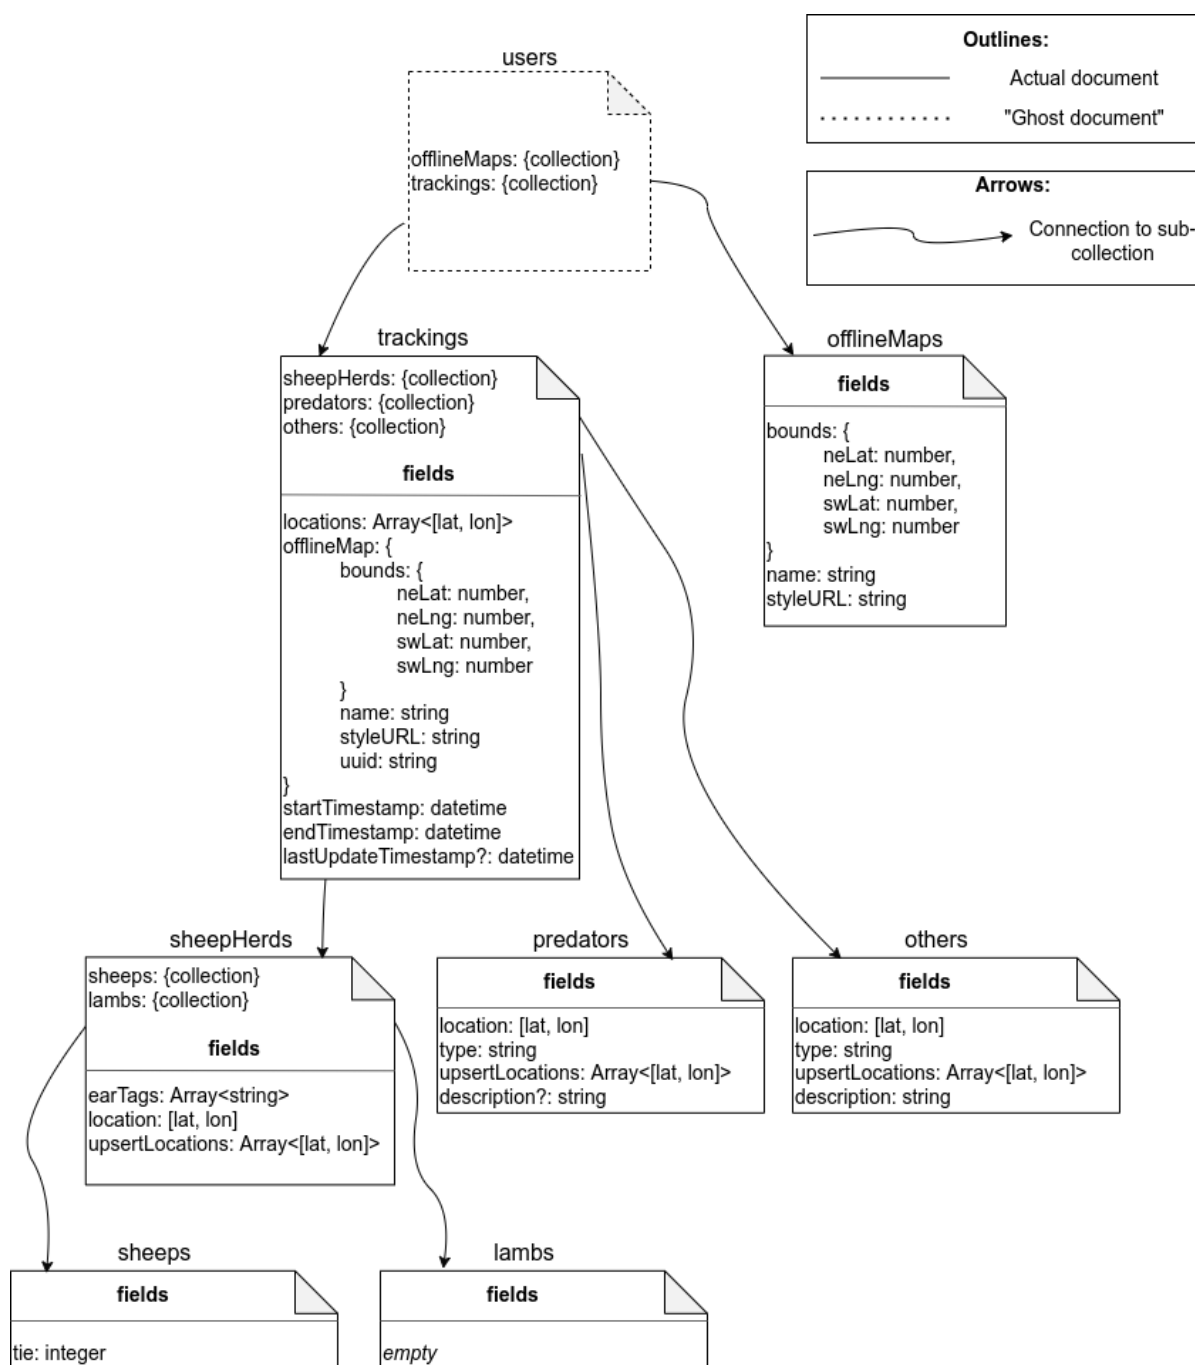 users
offlineMaps: {collection}
trackings: {collection}
Outlines:
Actual document
"Ghost document"
Arrows:
Connection to sub-
collection
trackings
sheepHerds: {collection}
predators: {collection}
others: {collection}
fields
locations: Array<[lat, lon]>
offlineMap: {
bounds: {
neLat: number,
neLng: number,
swLat: number,
swLng: number
}
name: string
styleURL: string
uuid: string
}
startTimestamp: datetime
endTimestamp: datetime
lastUpdateTimestamp?: datetime
offlineMaps
fields
bounds: {
neLat: number,
neLng: number,
swLat: number,
swLng: number
}
name: string
styleURL: string
sheepHerds
sheeps: {collection}
lambs: {collection}
fields
earTags: Array<string>
location: [lat, lon]
upsertLocations: Array<[lat, lon]>
predators
fields
location: [lat, lon]
type: string
upsertLocations: Array<[lat, lon]>
description?: string
others
fields
location: [lat, lon]
type: string
upsertLocations: Array<[lat, lon]>
description: string
sheeps
fields
tie: integer
lambs
fields
empty